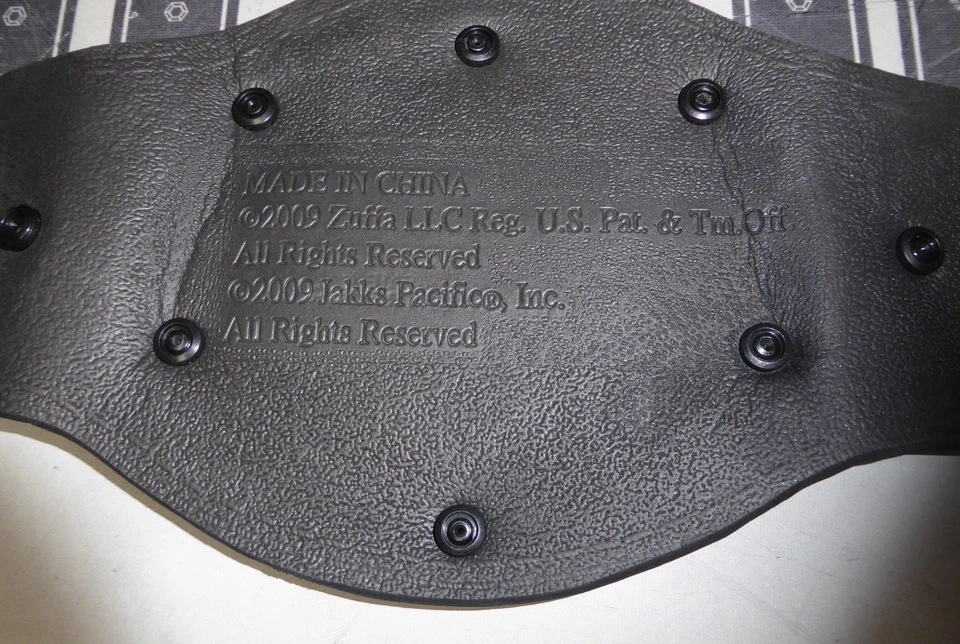 MADE IN CHINA
©2009 Zuffa LLC Reg. U.S. Pat. & Tm.Off.
All Rights Reserved
©2009 Jakks Pacific®, Inc.
All Rights Reserved